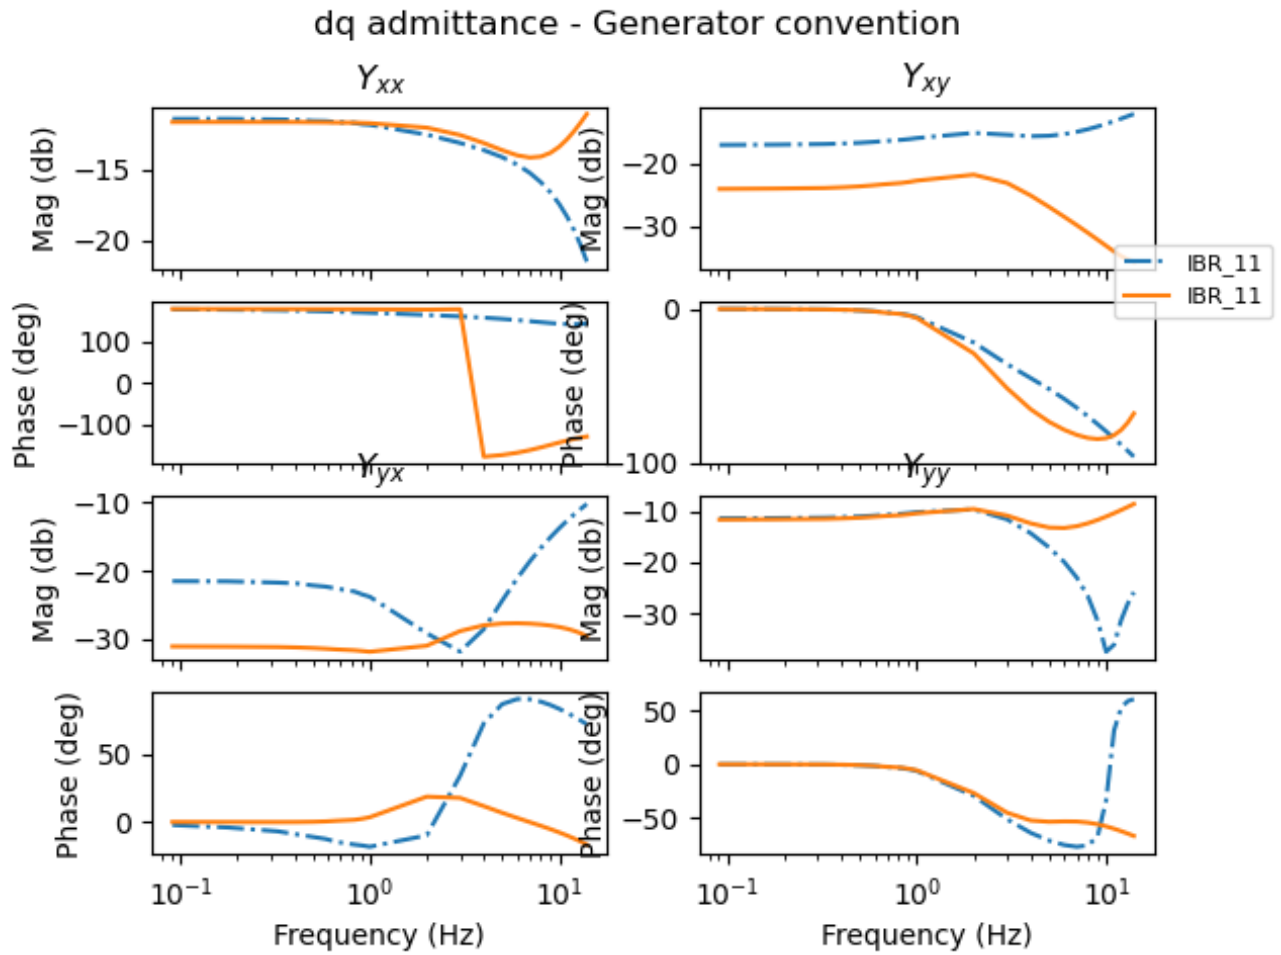 dq admittance - Generator convention
Yxx
Yxy
Mag (db)
−15
−20
Mag (db)
−20
−30
IBR_11
IBR_11
Phase (deg)
100
0
−100
Phase (deg)
0
−100
Yyx
Yyy
Mag (db)
−10
−20
−30
Mag (db)
−10
−20
−30
Phase (deg)
50
0
Phase (deg)
50
0
−50
10−1 100 101
10−1 100 101
Frequency (Hz)
Frequency (Hz)